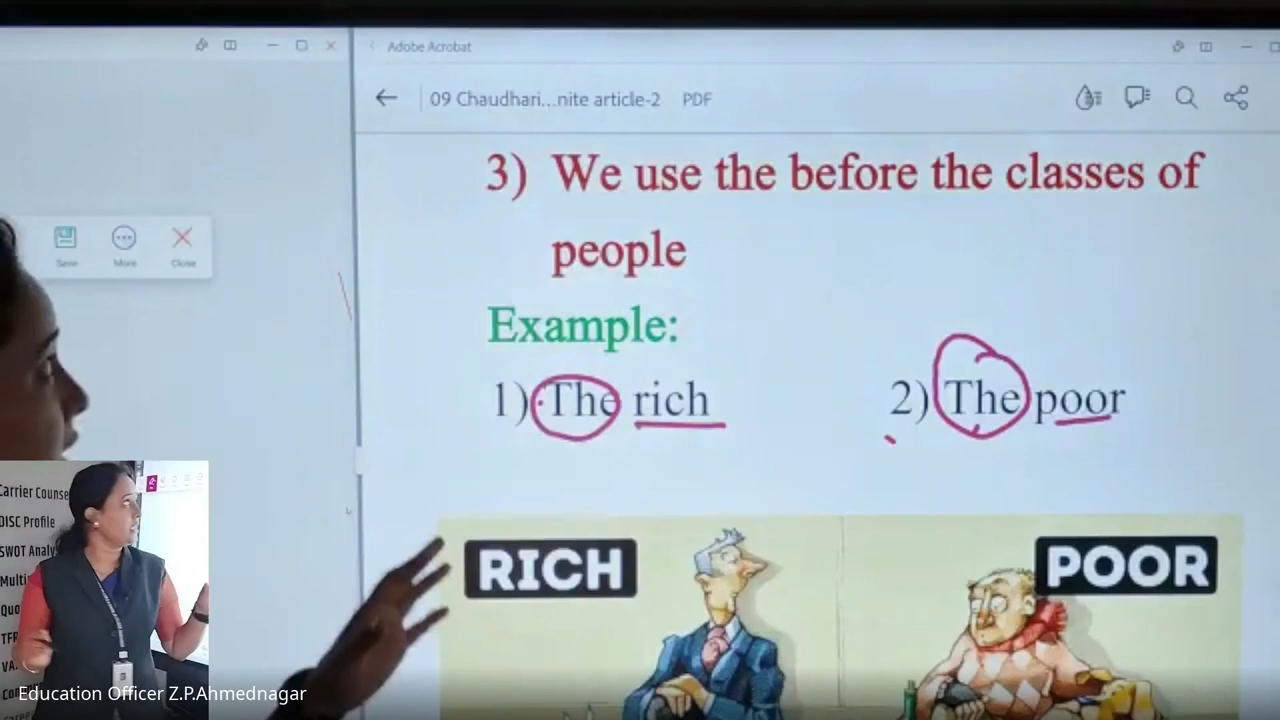 Adobe Acrobat
09 Chaudhari...nite article-2 PDF
3) We use the before the classes of
people
Example:
1) The rich 2) The poor
Save More Close
RICH POOR
Carrier Counse
DISC Profile
SWOT Analy
Multi
Quo
TFP
VA
Education Officer Z.P.Ahmednagar